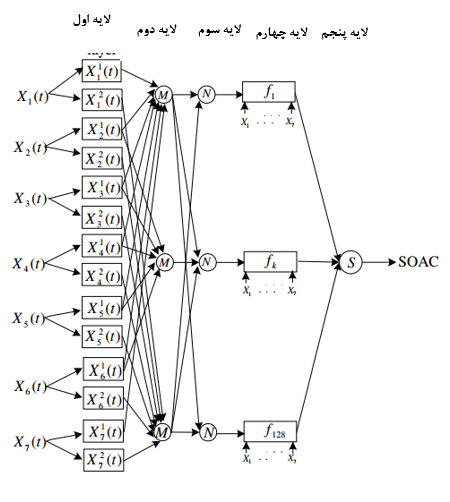 لایه اول لایه دوم لایه سوم لایه چهارم لایه پنجم
X₁(t) X₁¹(t) X₁²(t)
X₂(t) X₂¹(t) X₂²(t)
X₃(t) X₃¹(t) X₃²(t)
X₄(t) X₄¹(t) X₄²(t)
X₅(t) X₅¹(t) X₅²(t)
X₆(t) X₆¹(t) X₆²(t)
X₇(t) X₇¹(t) X₇²(t)
M N f₁
X₁ .... X₇
M N fₖ S SOAC
X₁ .... X₇
M N f₁₂₈
X₁ .... X₇